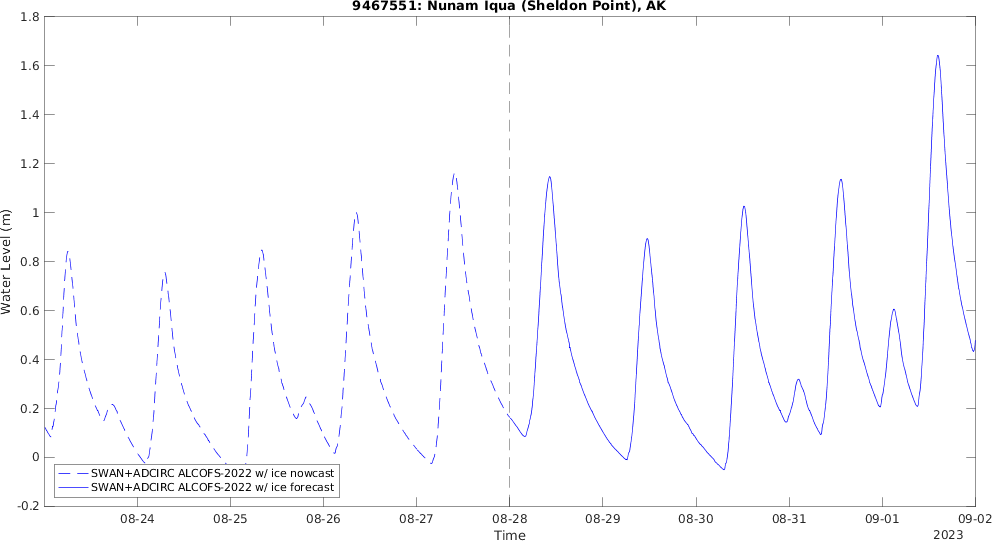 9467551: Nunam Iqua (Sheldon Point), AK
1.8
1.6
1.4
1.2
1
0.8
0.6
0.4
0.2
0
-0.2
Water Level (m)
SWAN+ADCIRC ALCOFS-2022 w/ ice nowcast
SWAN+ADCIRC ALCOFS-2022 w/ ice forecast
08-24 08-25 08-26 08-27 08-28 08-29 08-30 08-31 09-01 09-02
Time
2023